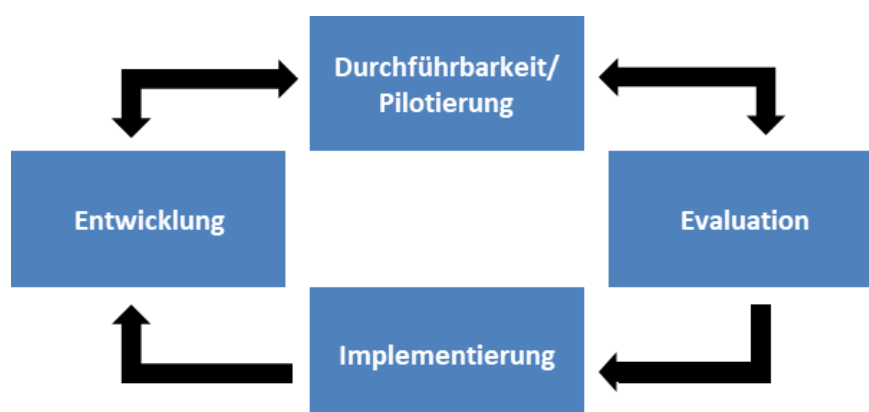 Durchführbarkeit/
Pilotierung
Entwicklung
Evaluation
Implementierung